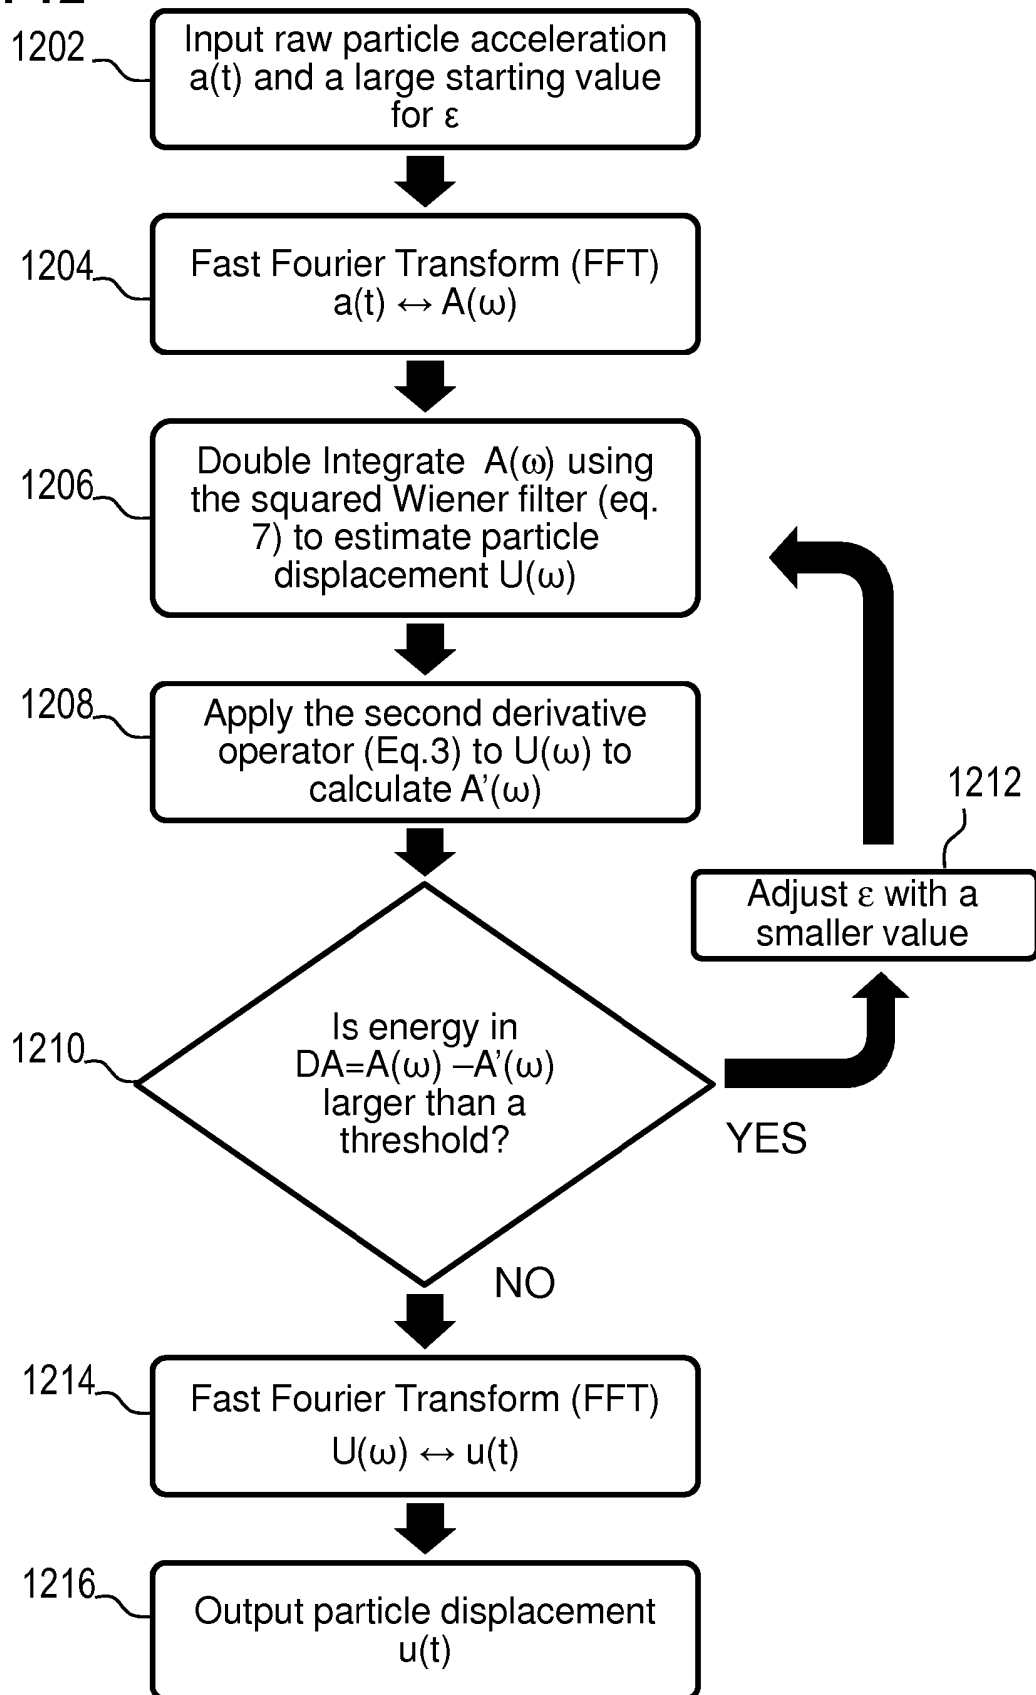 1202
Input raw particle acceleration
a(t) and a large starting value
for ε
1204
Fast Fourier Transform (FFT)
a(t) ↔ A(ω)
1206
Double Integrate A(ω) using
the squared Wiener filter (eq.
7) to estimate particle
displacement U(ω)
1208
Apply the second derivative
operator (Eq.3) to U(ω) to
calculate A’(ω)
1212
Adjust ε with a
smaller value
1210
Is energy in
DA=A(ω) –A’(ω)
larger than a
threshold?
YES
NO
1214
Fast Fourier Transform (FFT)
U(ω) ↔ u(t)
1216
Output particle displacement
u(t)